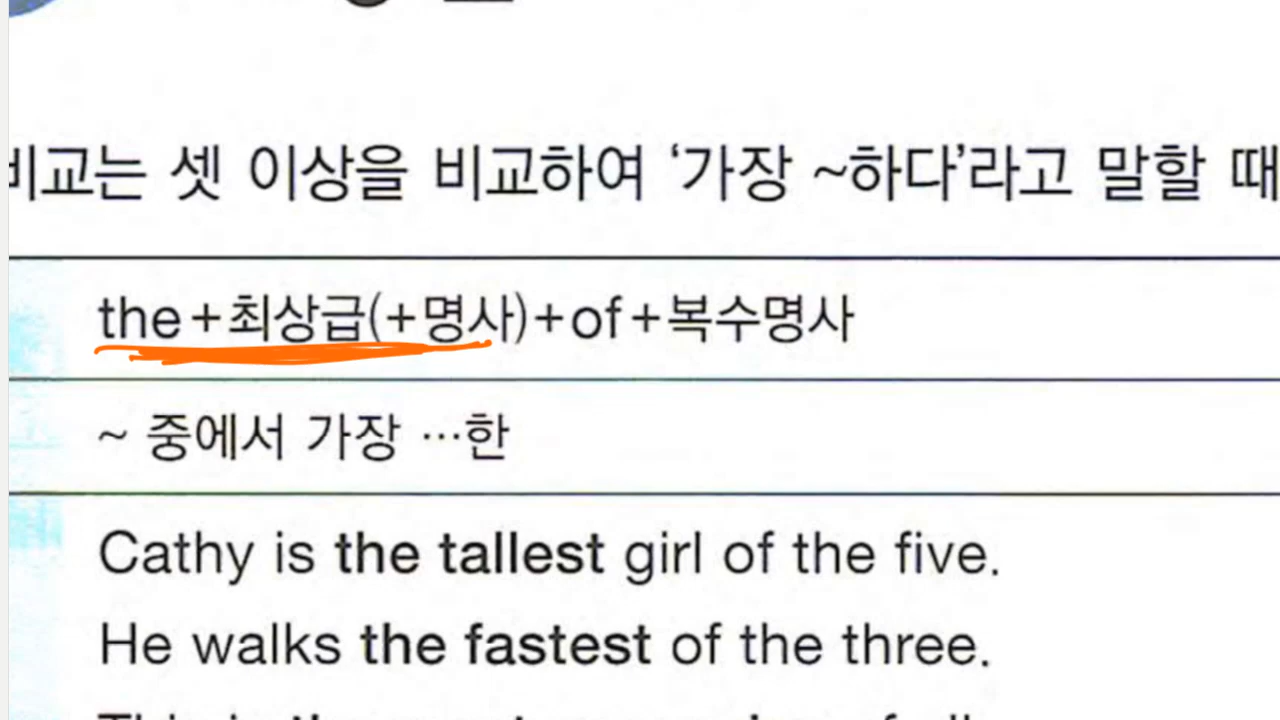 비교는 셋 이상을 비교하여 ‘가장 ~하다’라고 말할 때
the+최상급(+명사)+of+복수명사
~ 중에서 가장 …한
Cathy is the tallest girl of the five.
He walks the fastest of the three.